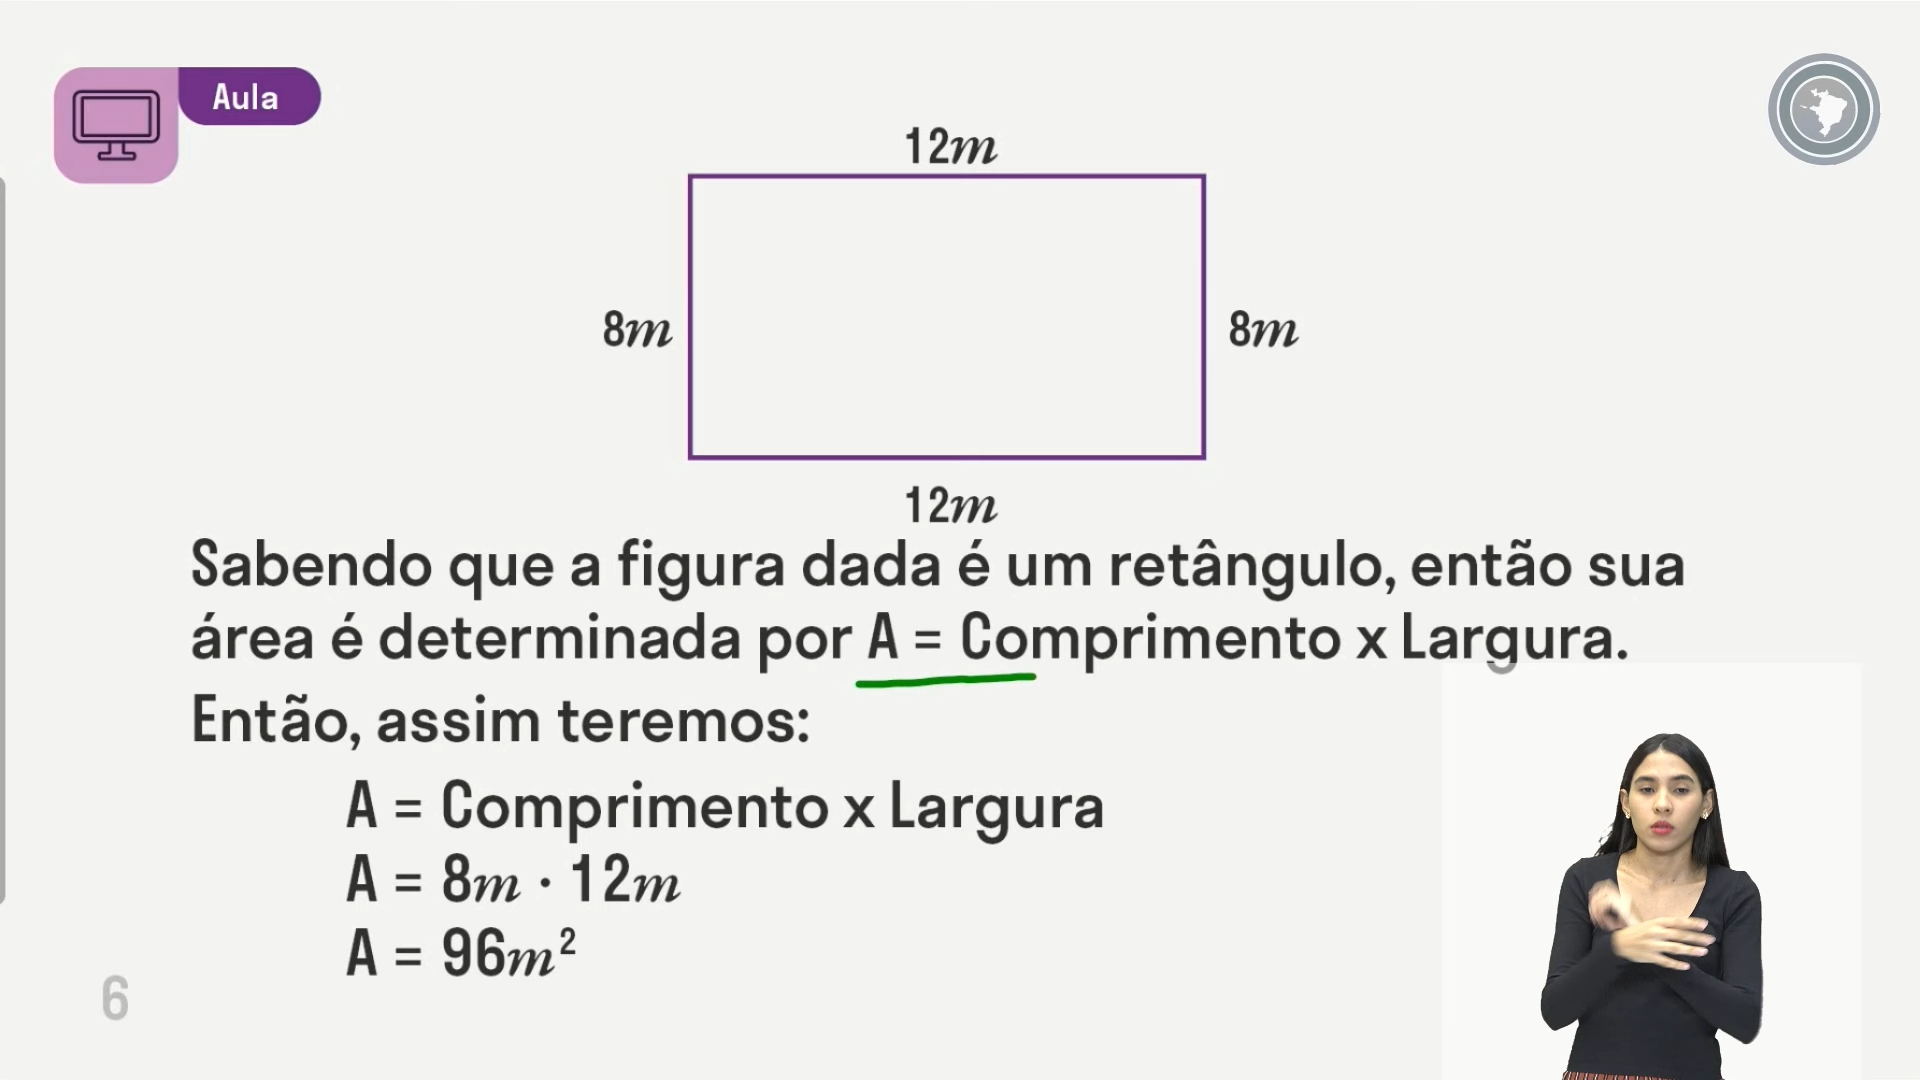 Aula
12m
8m
8m
12m
Sabendo que a figura dada é um retângulo, então sua
área é determinada por A = Comprimento x Largura.
Então, assim teremos:
A = Comprimento x Largura
A = 8m · 12m
A = 96m²
6